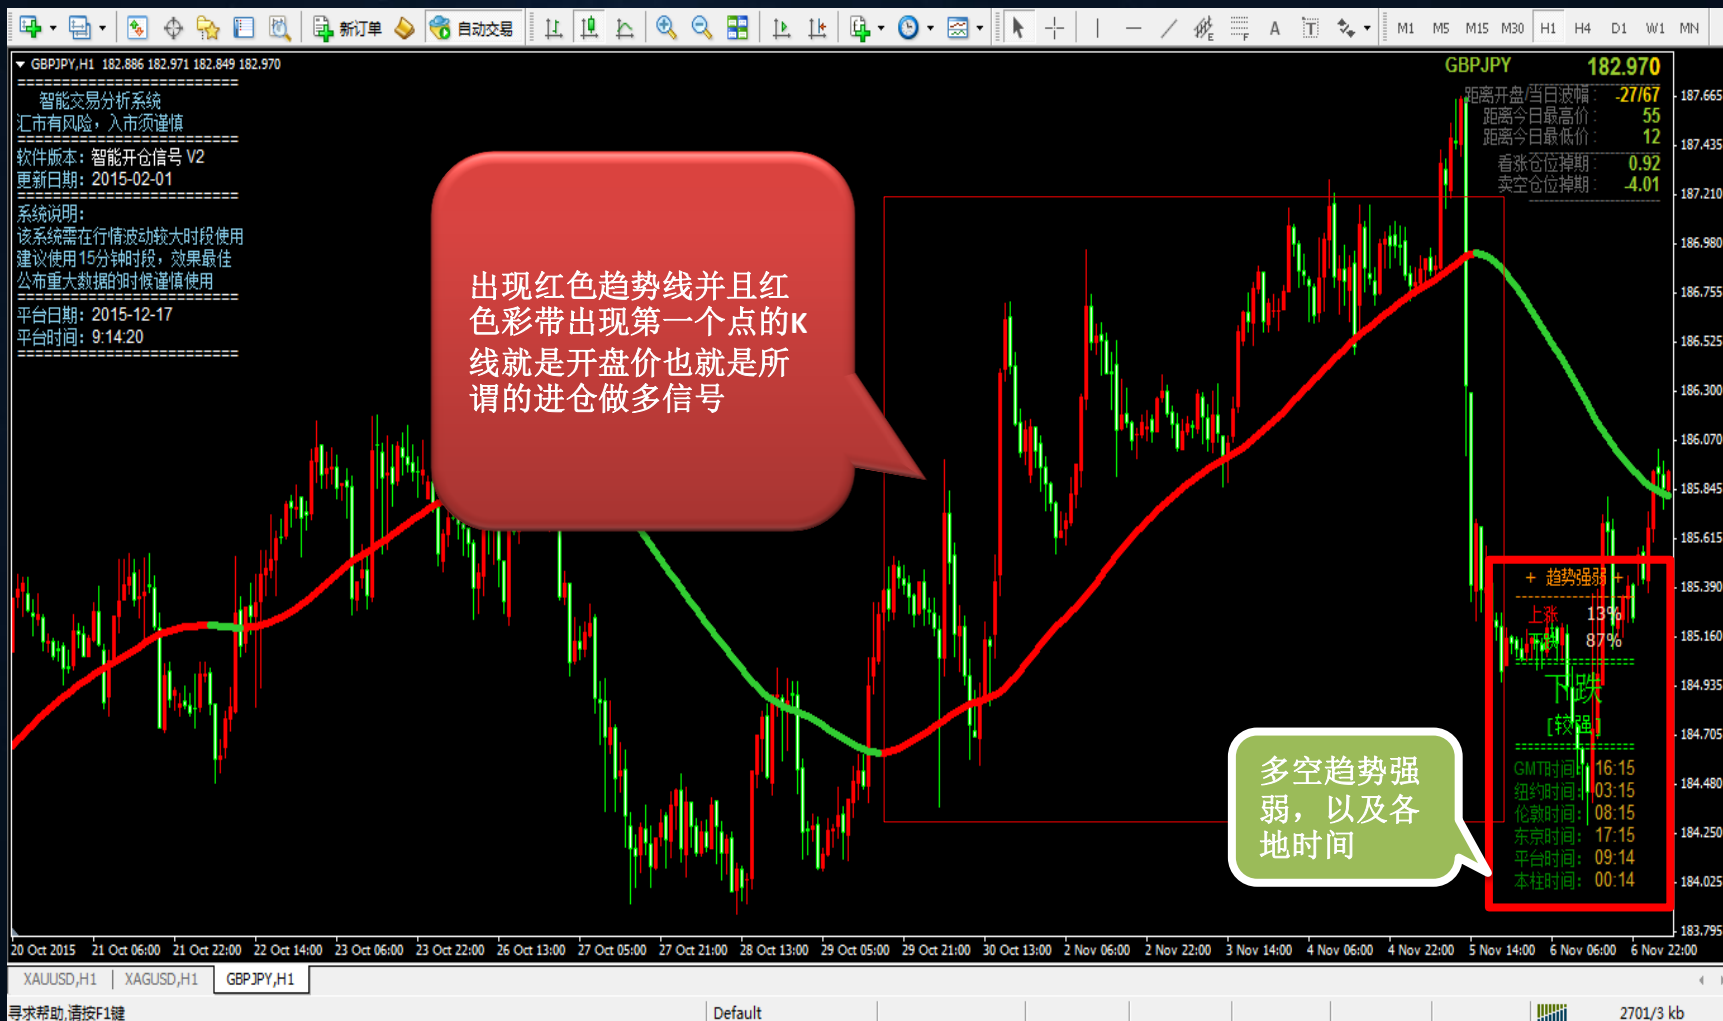 新订单 自动交易 A T E F M1 M5 M15 M30 H1 H4 D1 W1 MN
GBPJPY,H1 182.886 182.971 182.849 182.970
=========================
智能交易分析系统
汇市有风险，入市须谨慎
=========================
软件版本：智能开仓信号 V2
更新日期：2015-02-01
=========================
系统说明：
该系统需在行情波动较大时段使用
建议使用15分钟时段，效果最佳
公布重大数据的时候谨慎使用
=========================
平台日期：2015-12-17
平台时间：9:14:20
=========================
出现红色趋势线并且红
色彩带出现第一个点的K
线就是开盘价也就是所
谓的进仓做多信号
GBPJPY 182.970
距离开盘/当日波幅： -27/67
距离今日最高价： 55
距离今日最低价： 12
看涨仓位掉期： 0.92
卖空仓位掉期： -4.01
187.665
187.435
187.210
186.980
186.755
186.525
186.300
186.070
185.845
185.615
185.390
185.160
184.935
184.705
184.480
184.250
184.025
183.795
+ 趋势强弱 +
上涨 13%
下跌 87%
下跌
[较强]
GMT时间：16:15
纽约时间：03:15
伦敦时间：08:15
东京时间：17:15
平台时间：09:14
本柱时间：00:14
多空趋势强
弱，以及各
地时间
20 Oct 2015 21 Oct 06:00 21 Oct 22:00 22 Oct 14:00 23 Oct 06:00 23 Oct 22:00 26 Oct 13:00 27 Oct 05:00 27 Oct 21:00 28 Oct 13:00 29 Oct 05:00 29 Oct 21:00 30 Oct 13:00 2 Nov 06:00 2 Nov 22:00 3 Nov 14:00 4 Nov 06:00 4 Nov 22:00 5 Nov 14:00 6 Nov 06:00 6 Nov 22:00
XAUUSD,H1 XAGUSD,H1 GBPJPY,H1
寻求帮助,请按F1键 Default 2701/3 kb